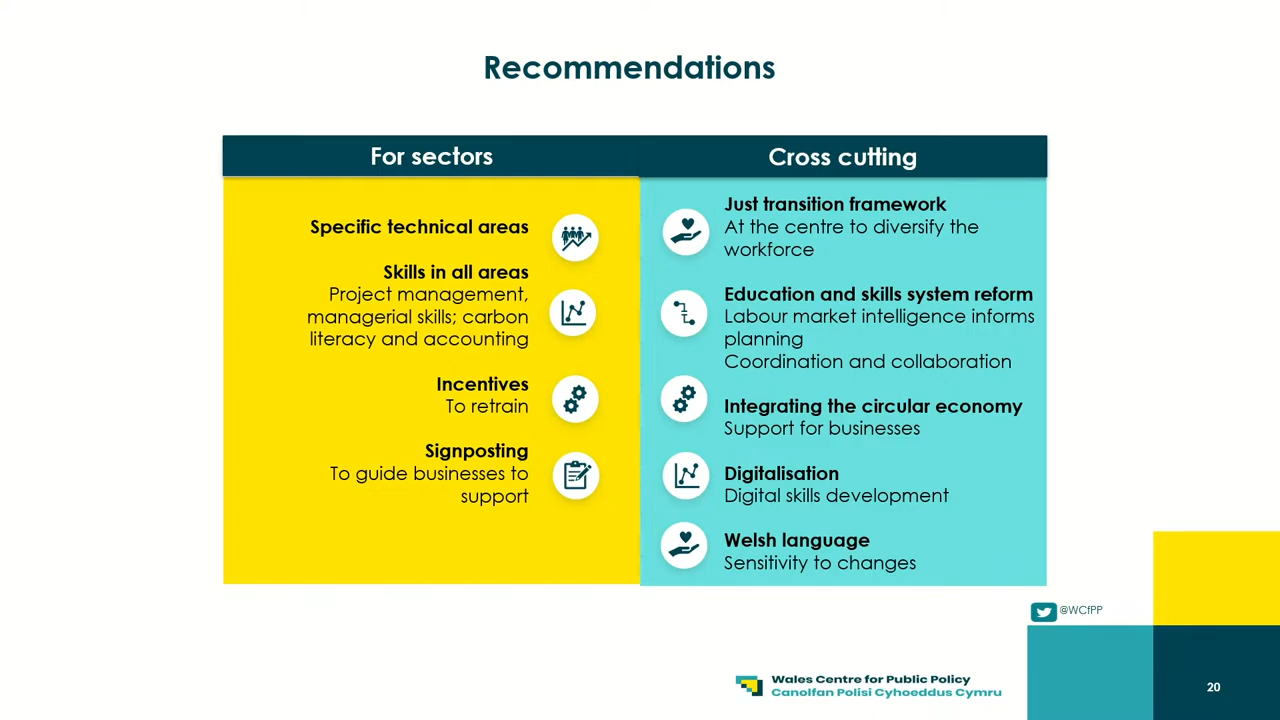 Recommendations
For sectors
Specific technical areas
Skills in all areas
Project management,
managerial skills; carbon
literacy and accounting
Incentives
To retrain
Signposting
To guide businesses to
support
Cross cutting
Just transition framework
At the centre to diversify the
workforce
Education and skills system reform
Labour market intelligence informs
planning
Coordination and collaboration
Integrating the circular economy
Support for businesses
Digitalisation
Digital skills development
Welsh language
Sensitivity to changes
@WCfPP
Wales Centre for Public Policy
Canolfan Polisi Cyhoeddus Cymru
20